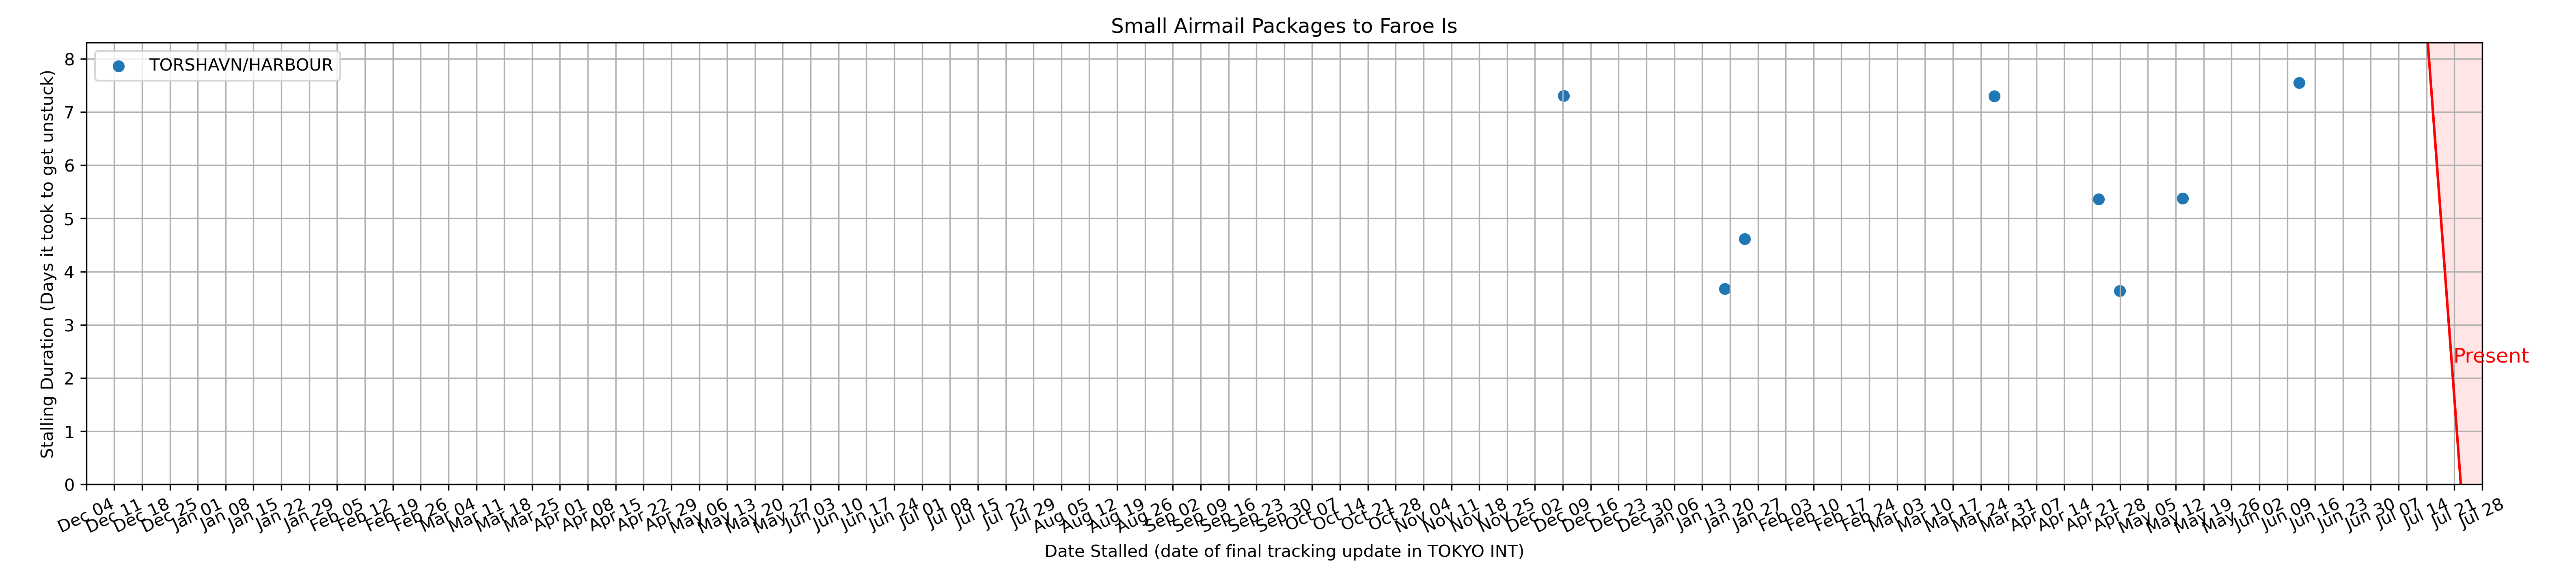 Small Airmail Packages to Faroe Is
TORSHAVN/HARBOUR
Stalling Duration (Days it took to get unstuck)
8
7
6
5
4
3
2
1
0
Present
Dec 04 Dec 11 Dec 18 Dec 25 Jan 01 Jan 08 Jan 15 Jan 22 Jan 29 Feb 05 Feb 12 Feb 19 Feb 26 Mar 04 Mar 11 Mar 18 Mar 25 Apr 01 Apr 08 Apr 15 Apr 22 Apr 29 May 06 May 13 May 20 May 27 Jun 03 Jun 10 Jun 17 Jun 24 Jul 01 Jul 08 Jul 15 Jul 22 Jul 29 Aug 05 Aug 12 Aug 19 Aug 26 Sep 02 Sep 09 Sep 16 Sep 23 Sep 30 Oct 07 Oct 14 Oct 21 Oct 28 Nov 04 Nov 11 Nov 18 Nov 25 Dec 02 Dec 09 Dec 16 Dec 23 Dec 30 Jan 06 Jan 13 Jan 20 Jan 27 Feb 03 Feb 10 Feb 17 Feb 24 Mar 03 Mar 10 Mar 17 Mar 24 Mar 31 Apr 07 Apr 14 Apr 21 Apr 28 May 05 May 12 May 19 May 26 Jun 02 Jun 09 Jun 16 Jun 23 Jun 30 Jul 07 Jul 14 Jul 21 Jul 28
Date Stalled (date of final tracking update in TOKYO INT)